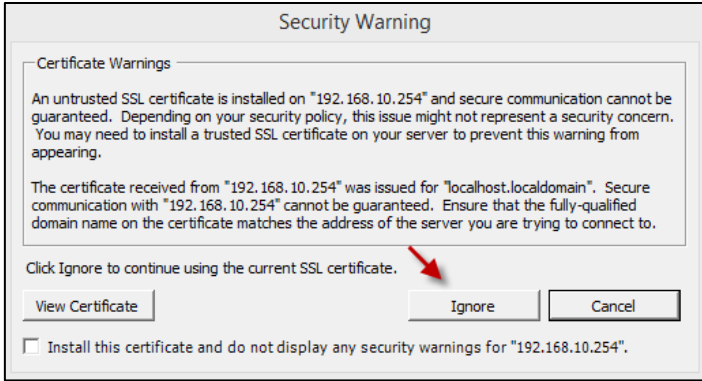 Security Warning
Certificate Warnings
An untrusted SSL certificate is installed on "192.168.10.254" and secure communication cannot be
guaranteed. Depending on your security policy, this issue might not represent a security concern.
You may need to install a trusted SSL certificate on your server to prevent this warning from
appearing.
The certificate received from "192.168.10.254" was issued for "localhost.localdomain". Secure
communication with "192.168.10.254" cannot be guaranteed. Ensure that the fully-qualified
domain name on the certificate matches the address of the server you are trying to connect to.
Click Ignore to continue using the current SSL certificate.
View Certificate Ignore Cancel
Install this certificate and do not display any security warnings for "192.168.10.254".